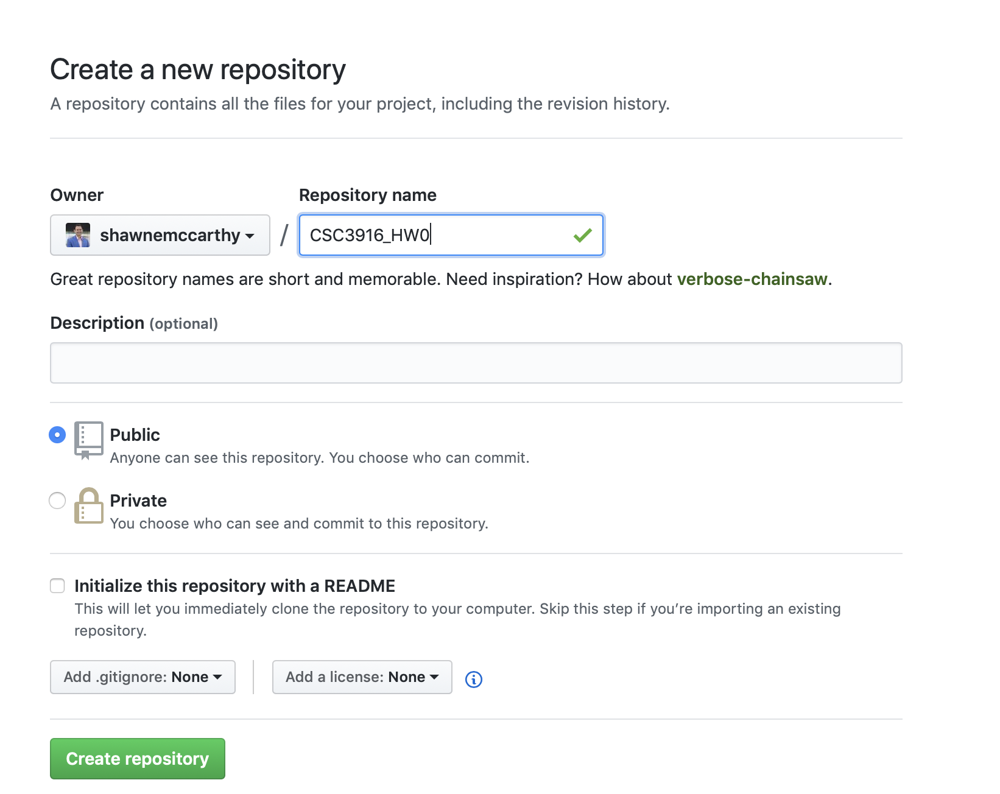 Create a new repository
A repository contains all the files for your project, including the revision history.
Owner
Repository name
shawnemccarthy
/
CSC3916_HW0
Great repository names are short and memorable. Need inspiration? How about verbose-chainsaw.
Description (optional)
Public
Anyone can see this repository. You choose who can commit.
Private
You choose who can see and commit to this repository.
Initialize this repository with a README
This will let you immediately clone the repository to your computer. Skip this step if you’re importing an existing
repository.
Add .gitignore: None
Add a license: None
Create repository